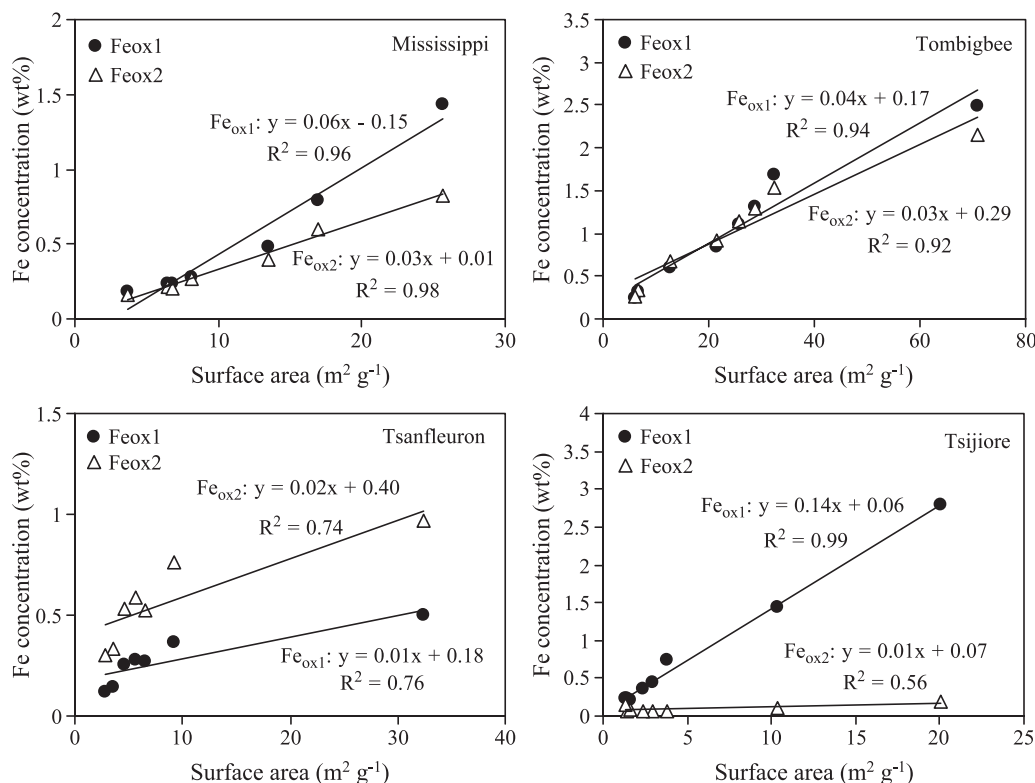 Mississippi
Feox1
Feox2
Fe concentration (wt%)
1.5
1
0.5
0
Feox1: y = 0.06x - 0.15
R² = 0.96
Feox2: y = 0.03x + 0.01
R² = 0.98
0 10 20 30
Surface area (m² g⁻¹)
Tombigbee
Feox1
Feox2
Fe concentration (wt%)
3.5
3
2.5
2
1.5
1
0.5
0
Feox1: y = 0.04x + 0.17
R² = 0.94
Feox2: y = 0.03x + 0.29
R² = 0.92
0 20 40 60 80
Surface area (m² g⁻¹)
Tsanfleuron
Feox1
Feox2
Fe concentration (wt%)
1.5
1
0.5
0
Feox2: y = 0.02x + 0.40
R² = 0.74
Feox1: y = 0.01x + 0.18
R² = 0.76
0 10 20 30 40
Surface area (m² g⁻¹)
Tsijiore
Feox1
Feox2
Fe concentration (wt%)
4
3.5
3
2.5
2
1.5
1
0.5
0
Feox1: y = 0.14x + 0.06
R² = 0.99
Feox2: y = 0.01x + 0.07
R² = 0.56
0 5 10 15 20 25
Surface area (m² g⁻¹)